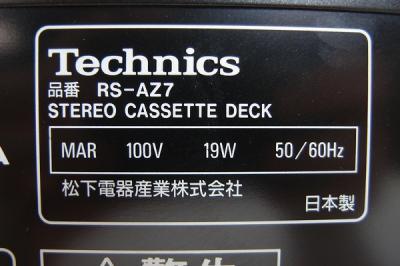 Technics
品番 RS-AZ7
STEREO CASSETTE DECK
MAR 100V 19W 50/60Hz
松下電器産業株式会社
日本製